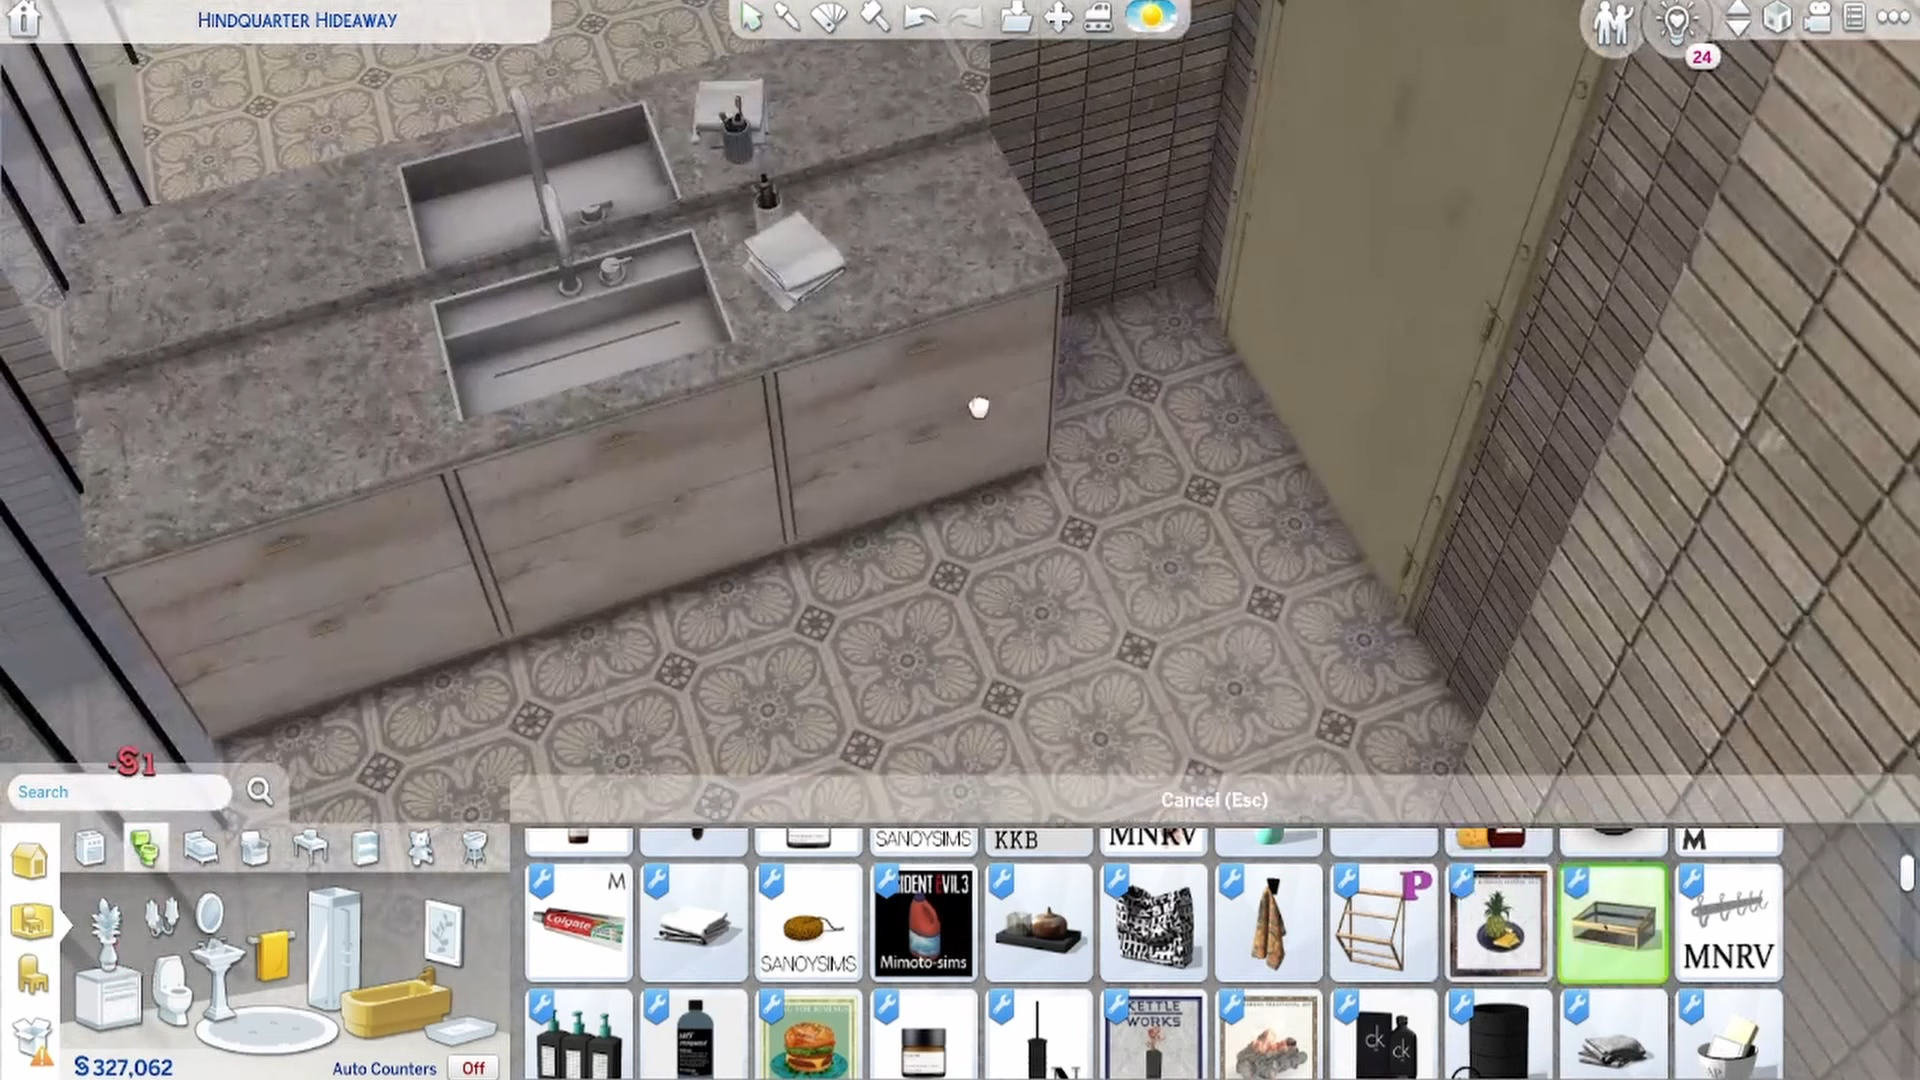 HINDQUARTER HIDEAWAY
24
-§1
Search
Cancel (Esc)
SANOYSIMS
KKB
MNRV
M
M
Colgate
SANOYSIMS
IDENT EVIL3
Mimoto-sims
P
MNRV
KETTLE
WORKS
ck
ck
N
§327,062
Auto Counters
Off